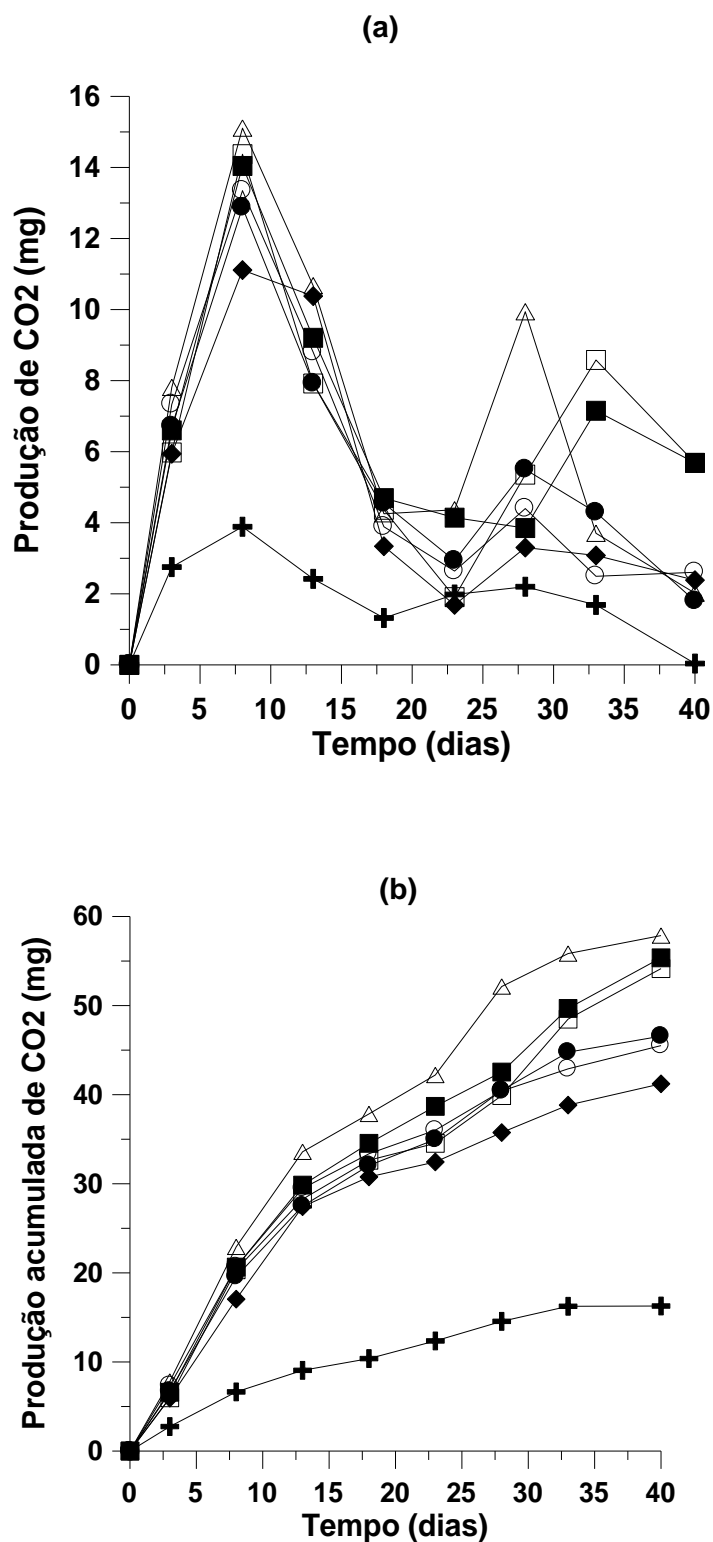 (a)
Produção de CO2 (mg)
16
14
12
10
8
6
4
2
0
0 5 10 15 20 25 30 35 40
Tempo (dias)
(b)
Produção acumulada de CO2 (mg)
60
50
40
30
20
10
0
0 5 10 15 20 25 30 35 40
Tempo (dias)